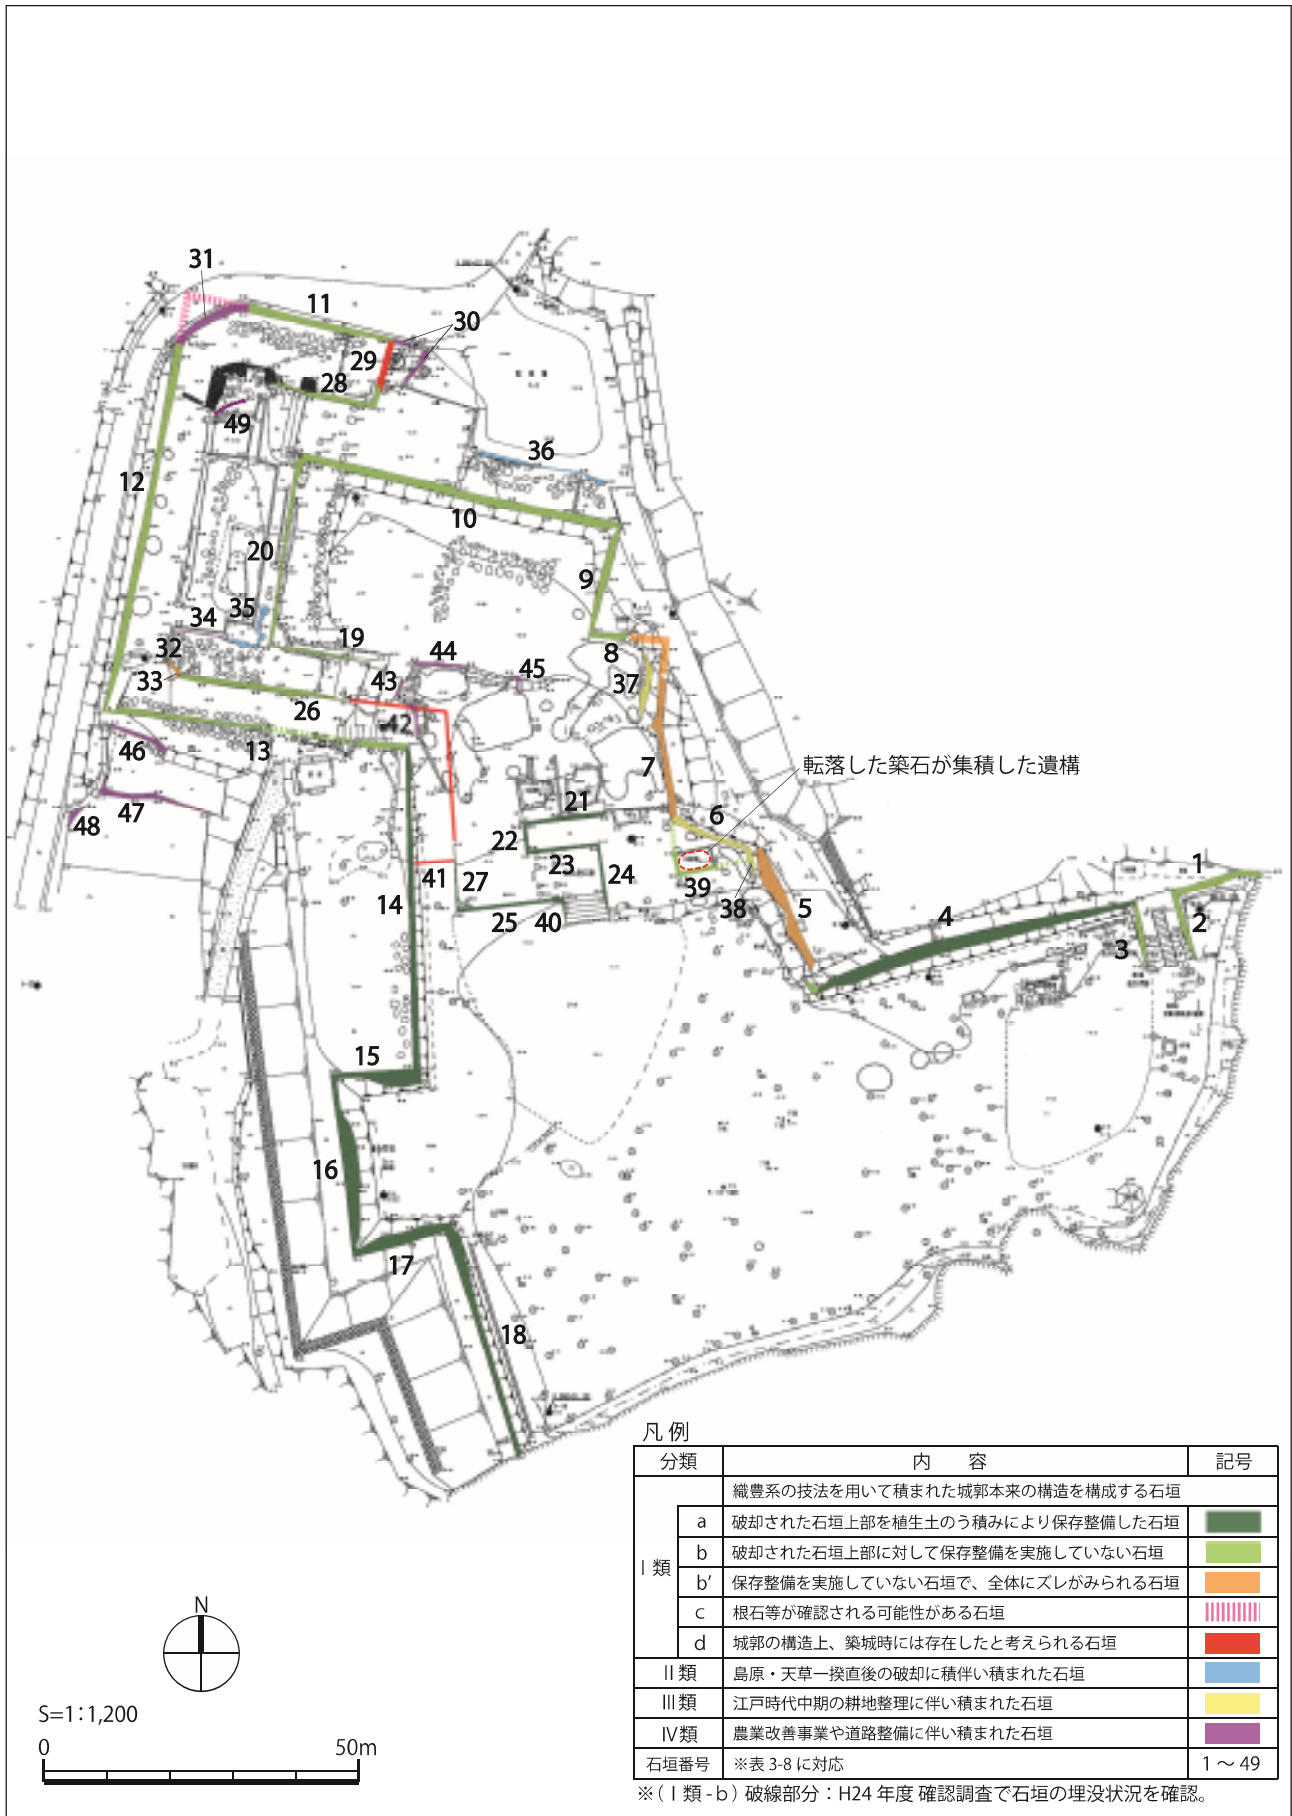 31
11
30
29
28
49
36
12
10
20
9
35
34
19
8
32
44
33
43
45
37
26
42
46
13
転落した築石が集積した遺構
7
47
21
6
48
22
1
23
41
27
24
39
14
38
5
4
2
25
40
3
15
16
17
18
凡 例
分類 内 容 記号
Ⅰ類 織豊系の技法を用いて積まれた城郭本来の構造を構成する石垣
a 破却された石垣上部を植生土のう積みにより保存整備した石垣
b 破却された石垣上部に対して保存整備を実施していない石垣
b′ 保存整備を実施していない石垣で、全体にズレがみられる石垣
c 根石等が確認される可能性がある石垣
d 城郭の構造上、築城時には存在したと考えられる石垣
Ⅱ類 島原・天草一揆直後の破却に積伴い積まれた石垣
Ⅲ類 江戸時代中期の耕地整理に伴い積まれた石垣
Ⅳ類 農業改善事業や道路整備に伴い積まれた石垣
石垣番号 ※表 3-8 に対応 1 ～ 49
※（Ⅰ類 -ｂ）破線部分：H24 年度 確認調査で石垣の埋没状況を確認。
N
S=1：1,200
0 50m